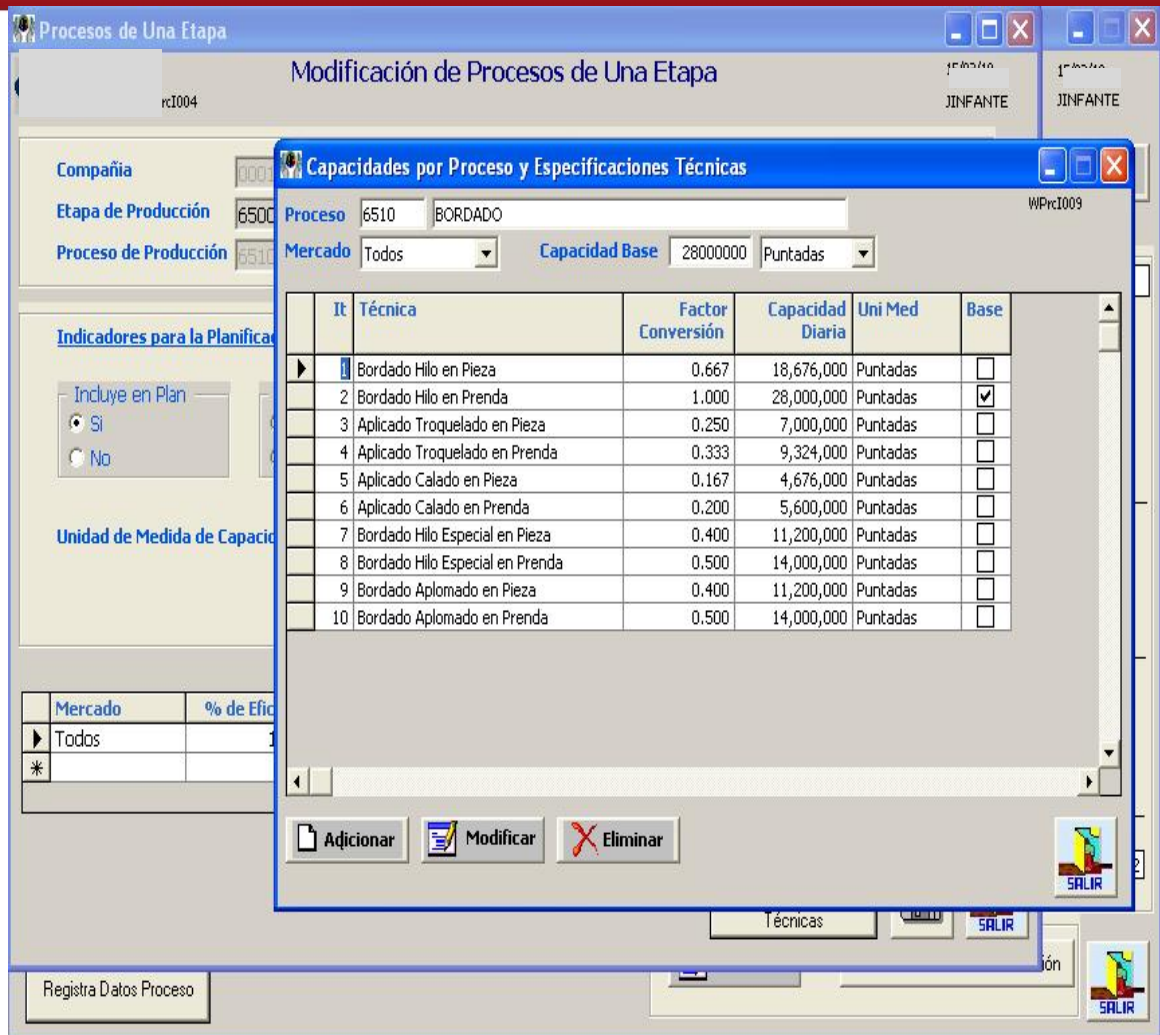 Procesos de Una Etapa
Modificación de Procesos de Una Etapa
rcI004
JINFANTE
JINFANTE
Compañia 0001
Etapa de Producción 6500
Proceso de Producción 6510
Indicadores para la Planifica
Incluye en Plan
Si
No
Unidad de Medida de Capacid
Mercado % de Efic
Todos 1
*
Capacidades por Proceso y Especificaciones Técnicas
WPrcI009
Proceso 6510 BORDADO
Mercado Todos Capacidad Base 28000000 Puntadas
It Técnica Factor Conversión Capacidad Diaria Uni Med Base
1 Bordado Hilo en Pieza 0.667 18,676,000 Puntadas
2 Bordado Hilo en Prenda 1.000 28,000,000 Puntadas
3 Aplicado Troquelado en Pieza 0.250 7,000,000 Puntadas
4 Aplicado Troquelado en Prenda 0.333 9,324,000 Puntadas
5 Aplicado Calado en Pieza 0.167 4,676,000 Puntadas
6 Aplicado Calado en Prenda 0.200 5,600,000 Puntadas
7 Bordado Hilo Especial en Pieza 0.400 11,200,000 Puntadas
8 Bordado Hilo Especial en Prenda 0.500 14,000,000 Puntadas
9 Bordado Aplomado en Pieza 0.400 11,200,000 Puntadas
10 Bordado Aplomado en Prenda 0.500 14,000,000 Puntadas
Adicionar Modificar Eliminar
SALIR
2
Técnicas
SALIR
ión
Registra Datos Proceso
SALIR